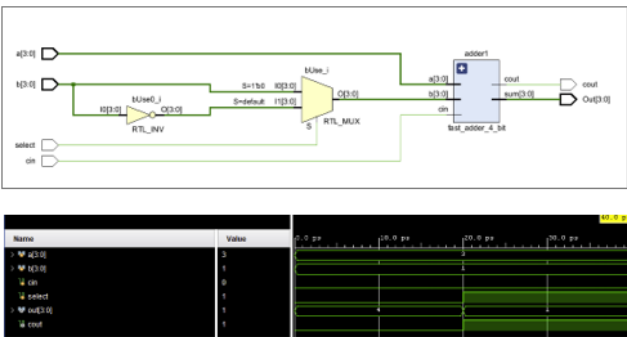 adder1
a[3:0]
bUse_i
b[3:0] S=1'b0 I0[3:0] a[3:0] cout cout
bUse0_i O[3:0] b[3:0] sum[3:0] Out[3:0]
I0[3:0] O[3:0] S=default I1[3:0] cin
RTL_INV S RTL_MUX fast_adder_4_bit
select
cin
40.0 ps
Name Value 0.0 ps 10.0 ps 20.0 ps 30.0 ps
a[3:0] 3 3
b[3:0] 1 1
cin 0
select 1
out[3:0] 1
cout 1